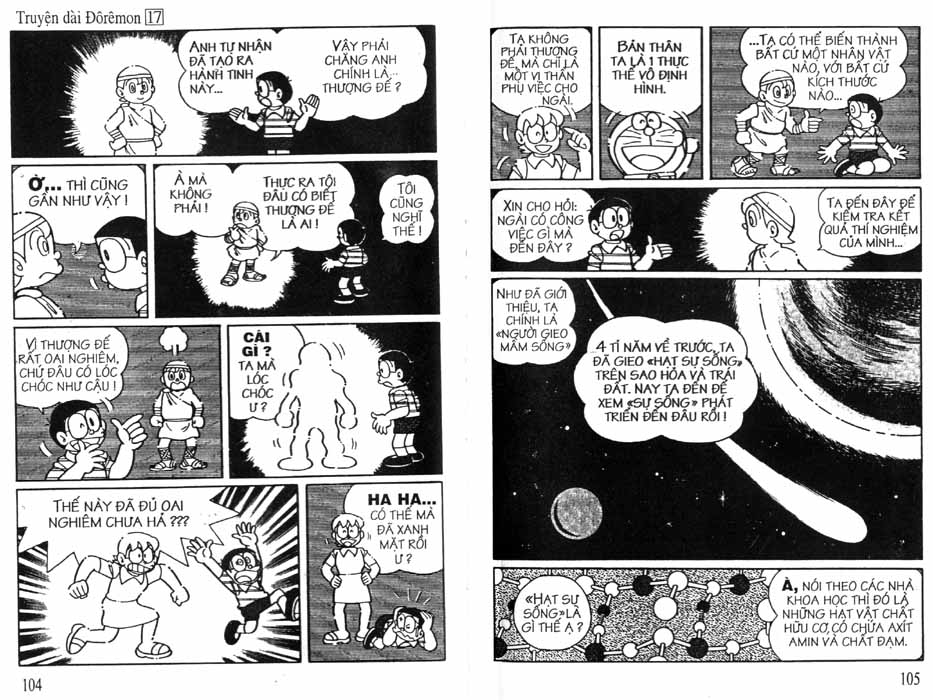 Truyện dài Đôrêmon 17
ANH TỰ NHẬN
ĐÃ TẠO RA
HÀNH TINH
NÀY...
VẬY PHẢI
CHĂNG ANH
CHÍNH LÀ...
THƯỢNG ĐẾ ?
Ờ,... THÌ CŨNG
GẦN NHƯ VẬY !
À MÀ
KHÔNG
PHẢI !
THỰC RA TÔI
ĐÂU CÓ BIẾT
THƯỢNG ĐẾ
LÀ AI !
TÔI
CŨNG
NGHĨ
THẾ !
VÌ THƯỢNG ĐẾ
RẤT OAI NGHIÊM,
CHỨ ĐÂU CÓ LÓC
CHÓC NHƯ CẬU !
CÁI
GÌ ?
TA MÀ
LÓC
CHÓC
Ư ?
THẾ NÀY ĐÃ ĐỦ OAI
NGHIÊM CHƯA HẢ ???
HA HA...
CÓ THẾ MÀ
ĐÃ XANH
MẶT RỒI
Ư ?
104
TA KHÔNG
PHẢI THƯỢNG
ĐẾ, MÀ CHỈ LÀ
MỘT VỊ THẦN
PHỤ VIỆC CHO
NGÀI.
BẢN THÂN
TA LÀ 1 THỰC
THỂ VÔ ĐỊNH
HÌNH.
...TA CÓ THỂ BIẾN THÀNH
BẤT CỨ MỘT NHÂN VẬT
NÀO, VỚI BẤT CỨ
KÍCH THƯỚC
NÀO...
XIN CHO HỎI:
NGÀI CÓ CÔNG
VIỆC GÌ MÀ
ĐẾN ĐÂY ?
TA ĐẾN ĐÂY ĐỂ
KIỂM TRA KẾT
QUẢ THÍ NGHIỆM
CỦA MÌNH...
NHƯ ĐÃ GIỚI
THIỆU, TA
CHÍNH LÀ
«NGƯỜI GIEO
MẦM SỐNG»
4 TỈ NĂM VỀ TRƯỚC, TA
ĐÃ GIEO «HẠT SỰ SỐNG»
TRÊN SAO HỎA VÀ TRÁI
ĐẤT. NAY TA ĐẾN ĐỂ
XEM «SỰ SỐNG» PHÁT
TRIỂN ĐẾN ĐÂU RỒI !
«HẠT SỰ
SỐNG» LÀ
GÌ THẾ Ạ ?
À, NÓI THEO CÁC NHÀ
KHOA HỌC THÌ ĐÓ LÀ
NHỮNG HẠT VẬT CHẤT
HỮU CƠ, CÓ CHỨA AXÍT
AMIN VÀ CHẤT ĐẠM.
105